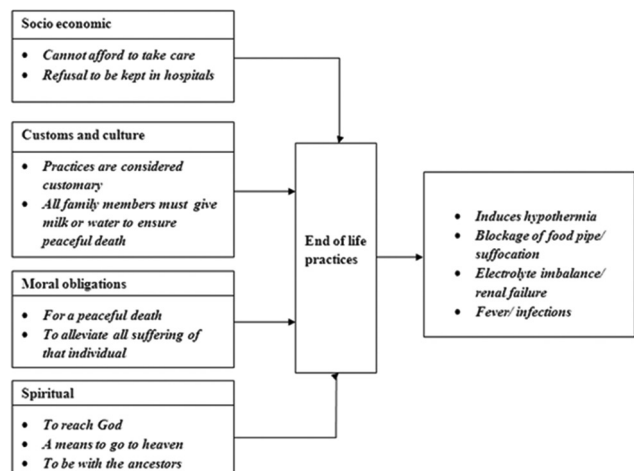 Socio economic
• Cannot afford to take care
• Refusal to be kept in hospitals
Customs and culture
• Practices are considered
customary
• All family members must give
milk or water to ensure
peaceful death
Moral obligations
• For a peaceful death
• To alleviate all suffering of
that individual
Spiritual
• To reach God
• A means to go to heaven
• To be with the ancestors
End of life
practices
• Induces hypothermia
• Blockage of food pipe/
suffocation
• Electrolyte imbalance/
renal failure
• Fever/ infections